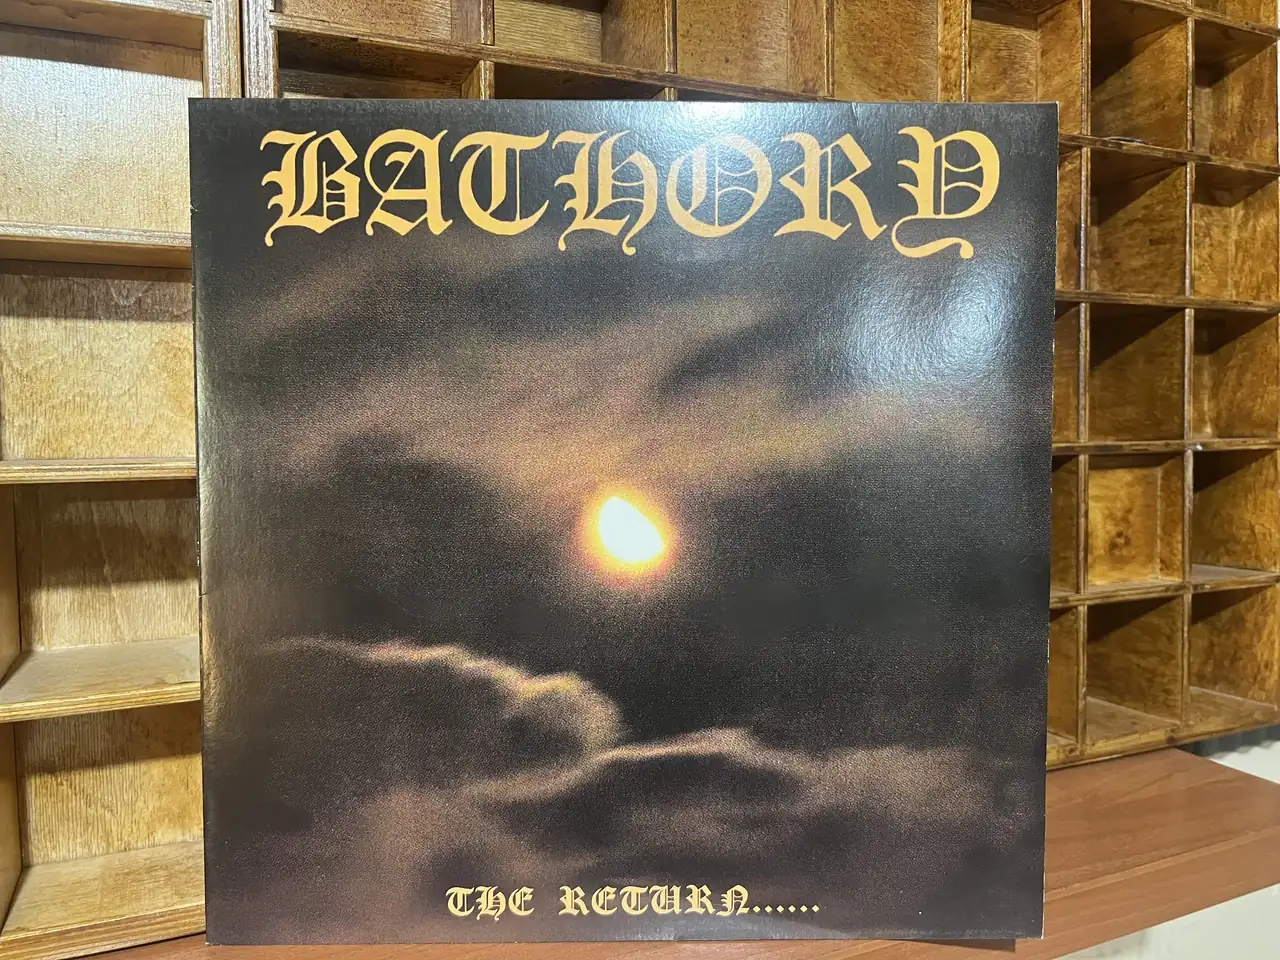 BATHORY
THE RETURN......